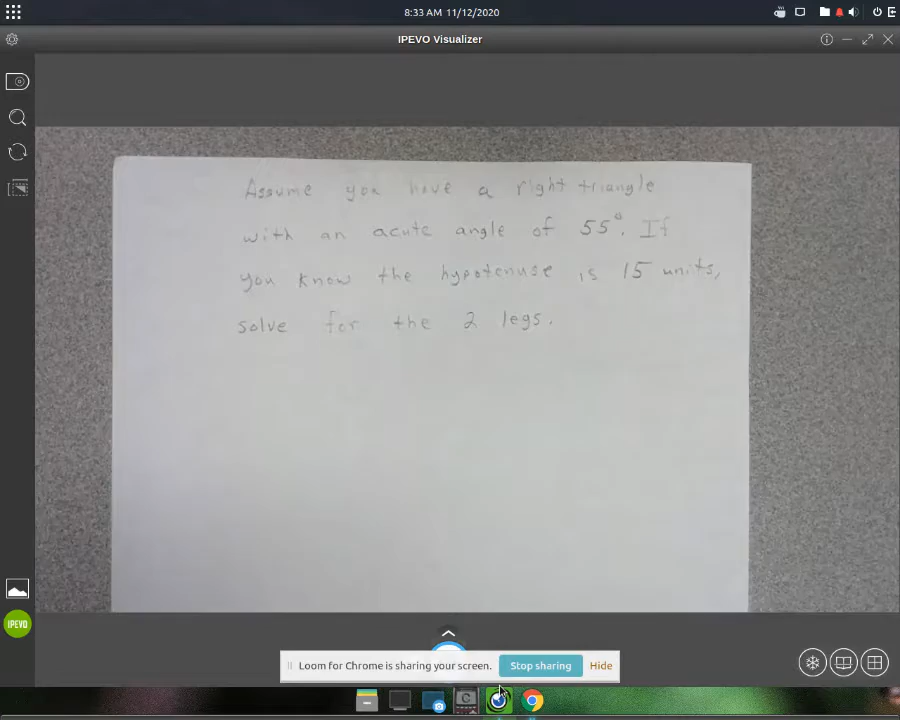 8:33 AM 11/12/2020
IPEVO Visualizer
Assume you have a right triangle
with an acute angle of 55°. If
you know the hypotenuse is 15 units,
solve for the 2 legs.
IPEVO
Loom for Chrome is sharing your screen. Stop sharing Hide